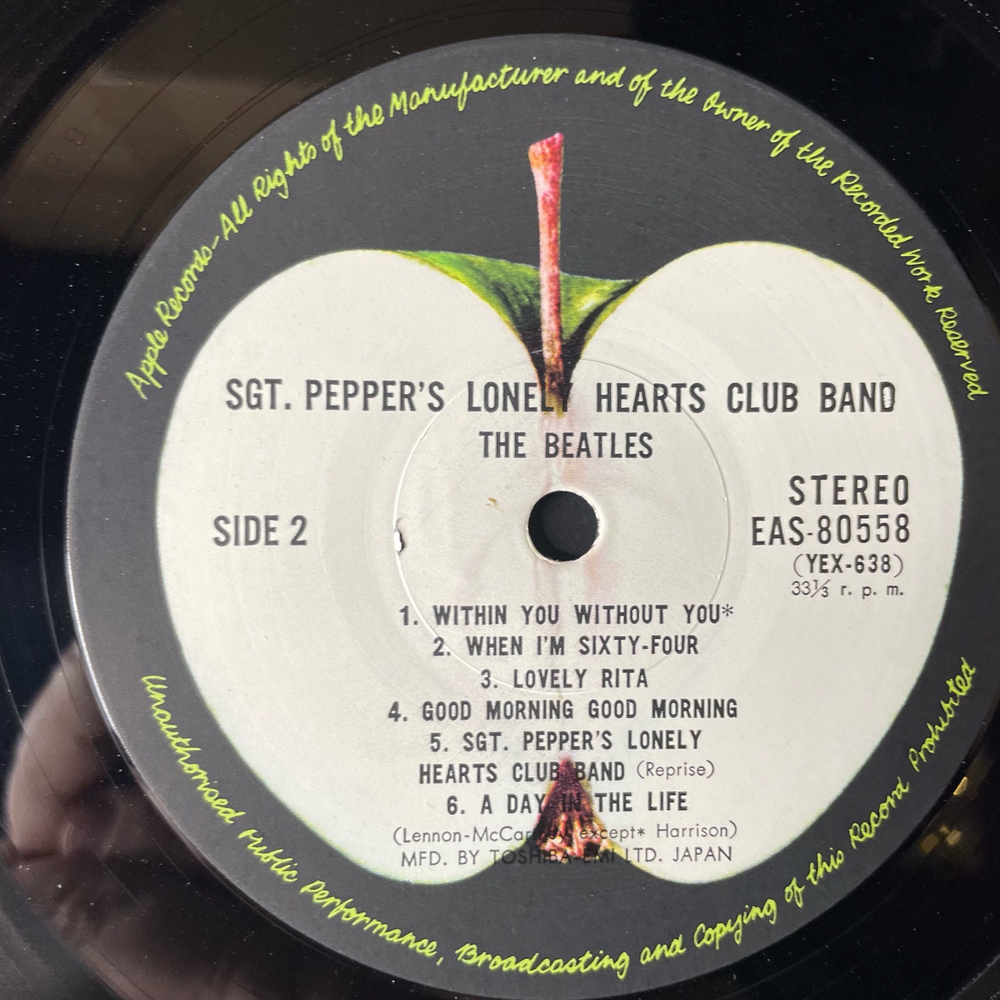 Apple Records—All Rights of the Manufacturer and of the Owner of the Recorded Work Reserved
SGT. PEPPER'S LONELY HEARTS CLUB BAND
THE BEATLES
SIDE 2
STEREO
EAS-80558
(YEX-638)
33⅓ r. p. m.
1. WITHIN YOU WITHOUT YOU*
2. WHEN I'M SIXTY-FOUR
3. LOVELY RITA
4. GOOD MORNING GOOD MORNING
5. SGT. PEPPER'S LONELY
HEARTS CLUB BAND (Reprise)
6. A DAY IN THE LIFE
(Lennon-McCartney, except* Harrison)
MFD. BY TOSHIBA-EMI LTD. JAPAN
Unauthorised Public Performance, Broadcasting and Copying of this Record Prohibited